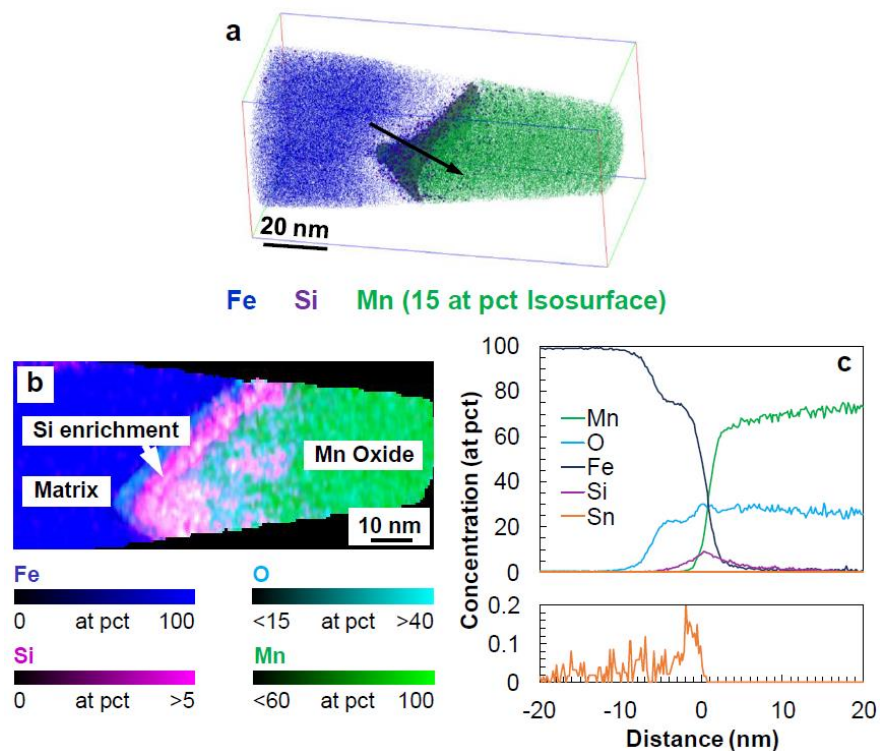 a
20 nm
Fe Si Mn (15 at pct Isosurface)
b
Si enrichment
Matrix
Mn Oxide
10 nm
Fe
0 at pct 100
O
<15 at pct >40
Si
0 at pct >5
Mn
<60 at pct 100
c
Concentration (at pct)
100
80
60
40
20
0
Mn
O
Fe
Si
Sn
0.2
0.1
0
-20 -10 0 10 20
Distance (nm)